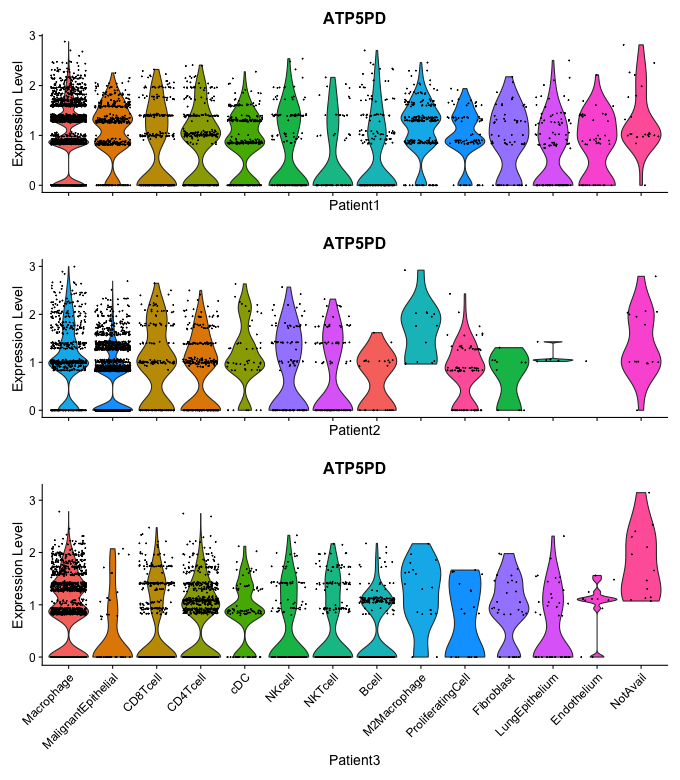 ATP5PD
Expression Level
3
2
1
0
Patient1
ATP5PD
Expression Level
3
2
1
0
Patient2
ATP5PD
Expression Level
3
2
1
0
Macrophage
MalignantEpithelial
CD8Tcell
CD4Tcell
cDC
NKcell
NKTcell
Bcell
M2Macrophage
ProliferatingCell
Fibroblast
LungEpithelium
Endothelium
NotAvail
Patient3